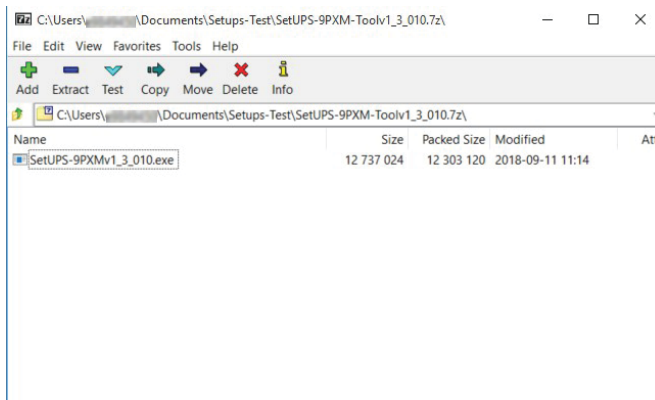 C:\Users\ \Documents\Setups-Test\SetUPS-9PXM-Toolv1_3_010.7z\
File Edit View Favorites Tools Help
Add Extract Test Copy Move Delete Info
C:\Users\ \Documents\Setups-Test\SetUPS-9PXM-Toolv1_3_010.7z\
Name Size Packed Size Modified
SetUPS-9PXMv1_3_010.exe 12 737 024 12 303 120 2018-09-11 11:14